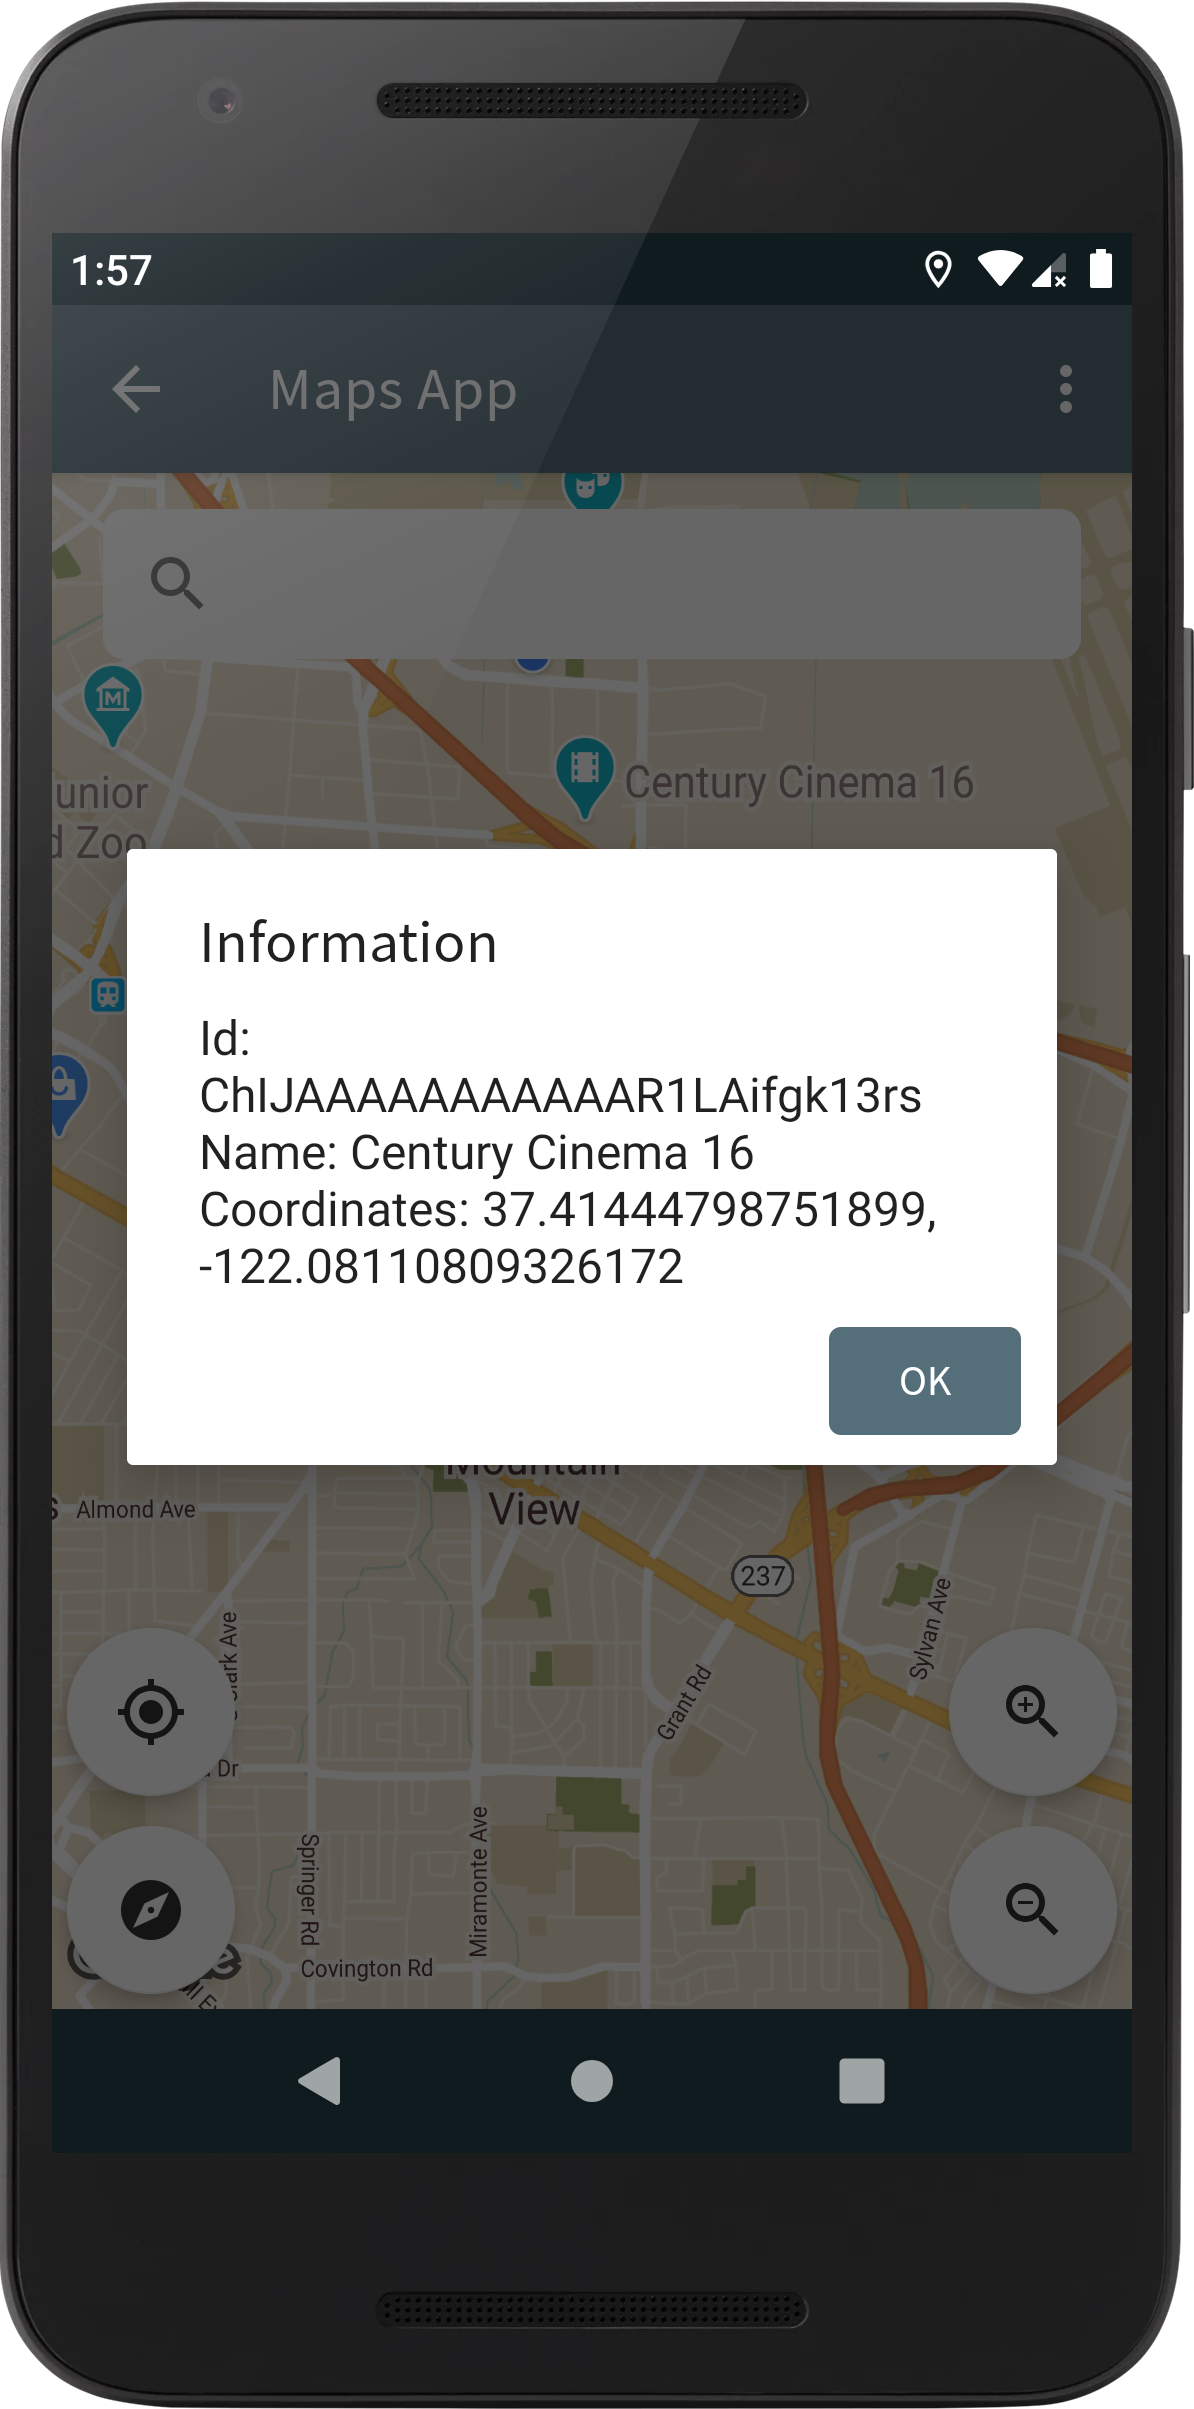 1:57
Maps App
Century Cinema 16
unior
d Zoo
Information
Id:
ChIJAAAAAAAAAAAR1LAifgk13rs
Name: Century Cinema 16
Coordinates: 37.41444798751899,
-122.08110809326172
OK
Mountain
View
Almond Ave
237
Sylvan Ave
Clark Ave
Grant Rd
Dr
Springer Rd
Miramonte Ave
Covington Rd